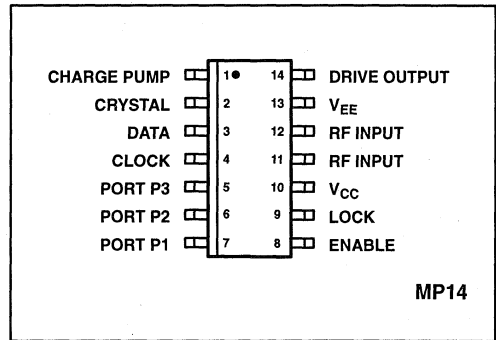 CHARGE PUMP 1 14 DRIVE OUTPUT
CRYSTAL 2 13 VEE
DATA 3 12 RF INPUT
CLOCK 4 11 RF INPUT
PORT P3 5 10 VCC
PORT P2 6 9 LOCK
PORT P1 7 8 ENABLE
MP14